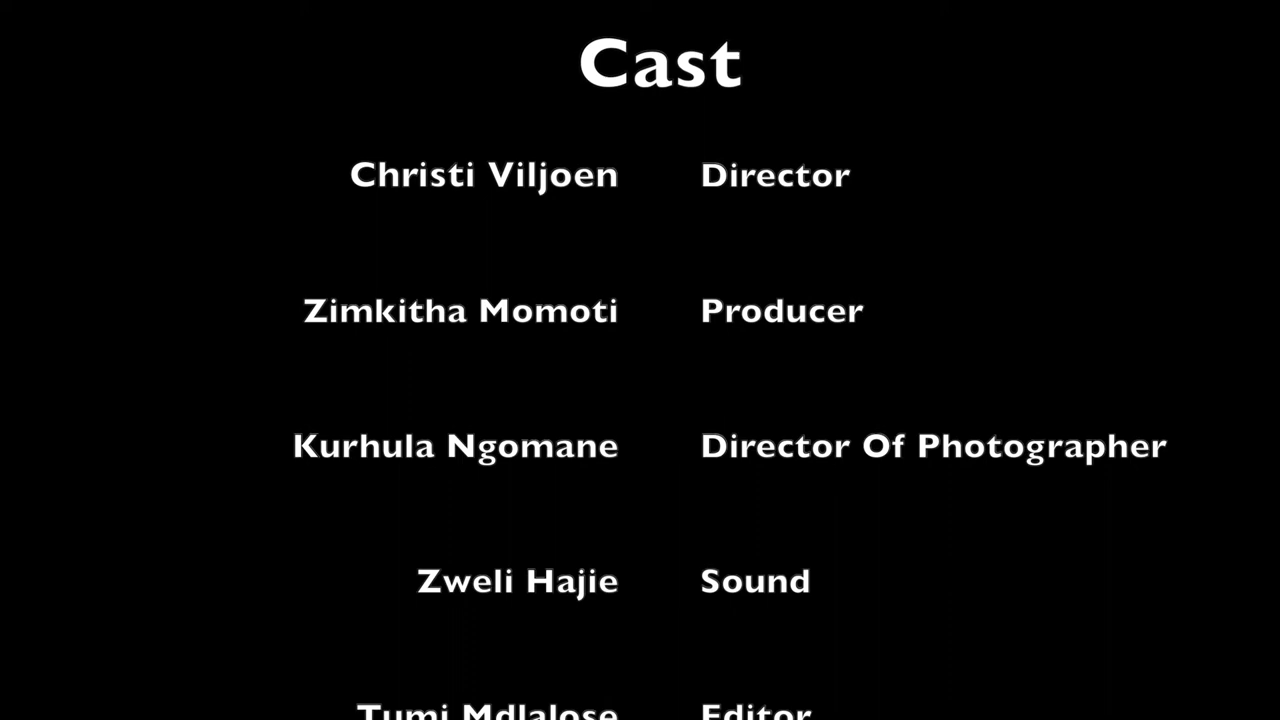 Cast
Christi Viljoen Director
Zimkitha Momoti Producer
Kurhula Ngomane Director Of Photographer
Zweli Hajie Sound
Tumi Mdlalose Editor